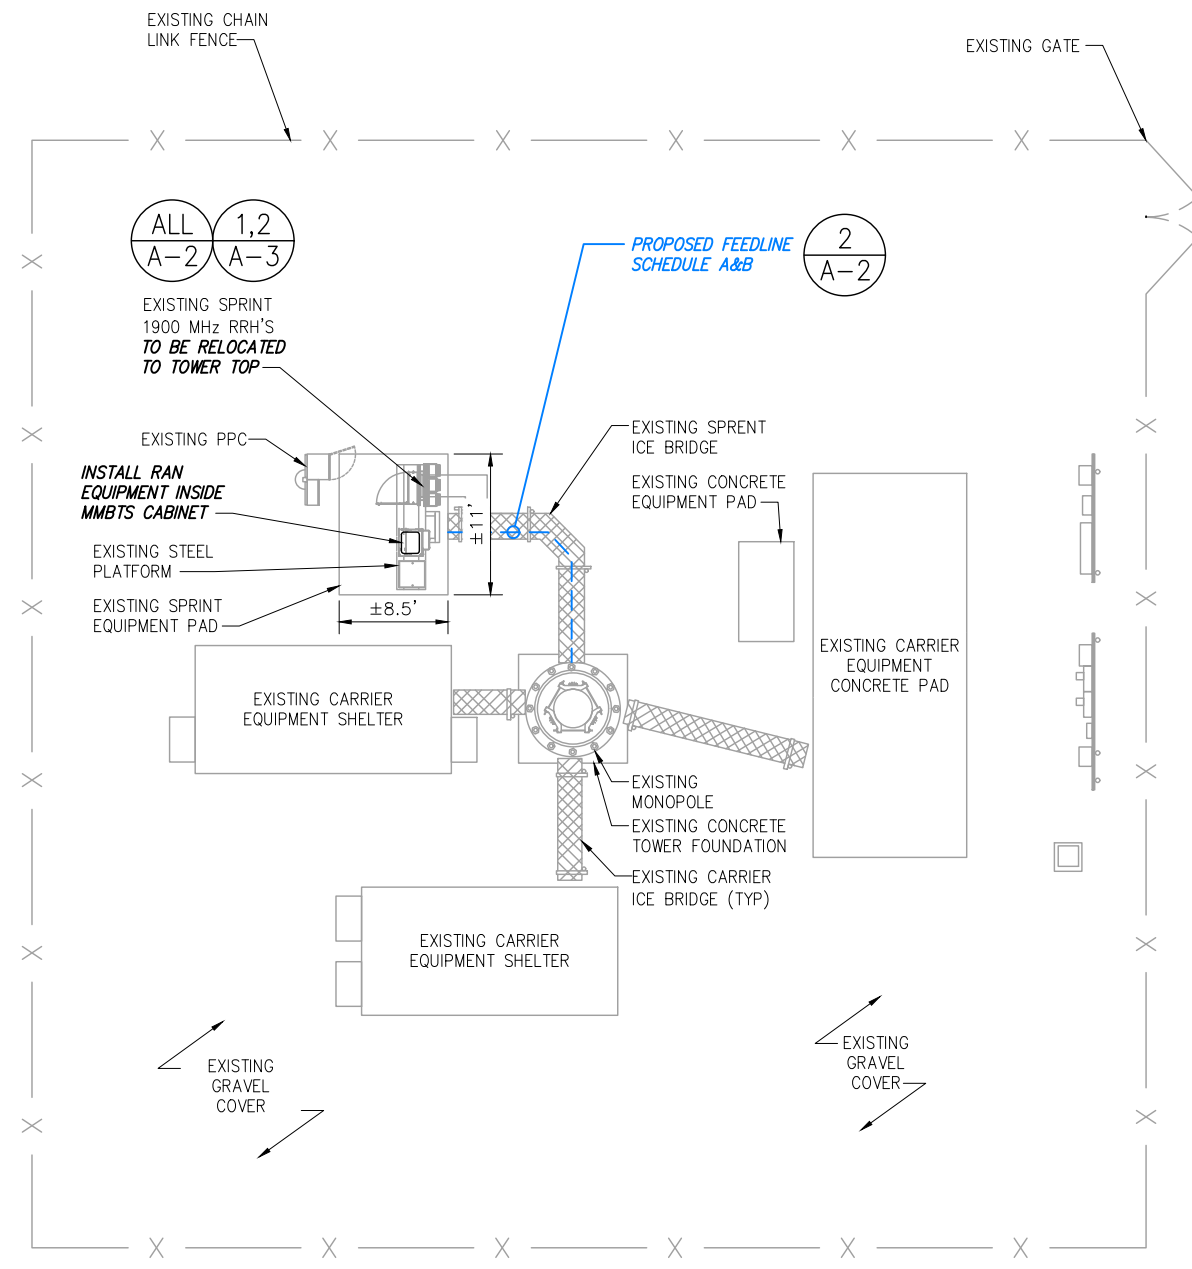 EXISTING CHAIN
LINK FENCE
EXISTING GATE
ALL
A-2
1,2
A-3
PROPOSED FEEDLINE
SCHEDULE A&B
2
A-2
EXISTING SPRINT
1900 MHz RRH'S
TO BE RELOCATED
TO TOWER TOP
EXISTING PPC
INSTALL RAN
EQUIPMENT INSIDE
MMBTS CABINET
EXISTING STEEL
PLATFORM
EXISTING SPRINT
EQUIPMENT PAD
±11'
±8.5'
EXISTING SPRENT
ICE BRIDGE
EXISTING CONCRETE
EQUIPMENT PAD
EXISTING CARRIER
EQUIPMENT
CONCRETE PAD
EXISTING CARRIER
EQUIPMENT SHELTER
EXISTING
MONOPOLE
EXISTING CONCRETE
TOWER FOUNDATION
EXISTING CARRIER
ICE BRIDGE (TYP)
EXISTING CARRIER
EQUIPMENT SHELTER
EXISTING
GRAVEL
COVER
EXISTING
GRAVEL
COVER